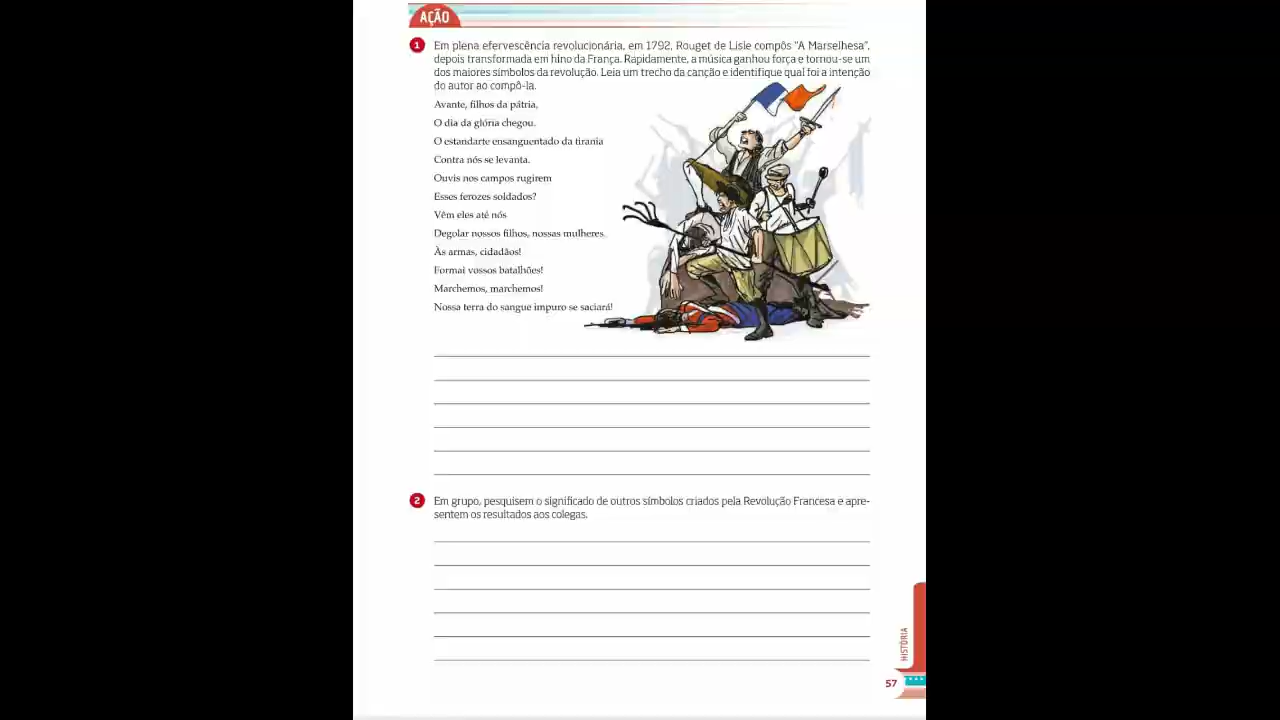 AÇÃO
1 Em plena efervescência revolucionária, em 1792, Rouget de Lisle compôs "A Marselhesa",
depois transformada em hino da França. Rapidamente, a música ganhou força e tornou-se um
dos maiores símbolos da revolução. Leia um trecho da canção e identifique qual foi a intenção
do autor ao compô-la.
Avante, filhos da pátria,
O dia da glória chegou.
O estandarte ensanguentado da tirania
Contra nós se levanta.
Ouvis nos campos rugirem
Esses ferozes soldados?
Vêm eles até nós
Degolar nossos filhos, nossas mulheres.
Às armas, cidadãos!
Formai vossos batalhões!
Marchemos, marchemos!
Nossa terra do sangue impuro se saciará!
2 Em grupo, pesquisem o significado de outros símbolos criados pela Revolução Francesa e apre-
sentem os resultados aos colegas.
HISTÓRIA
57